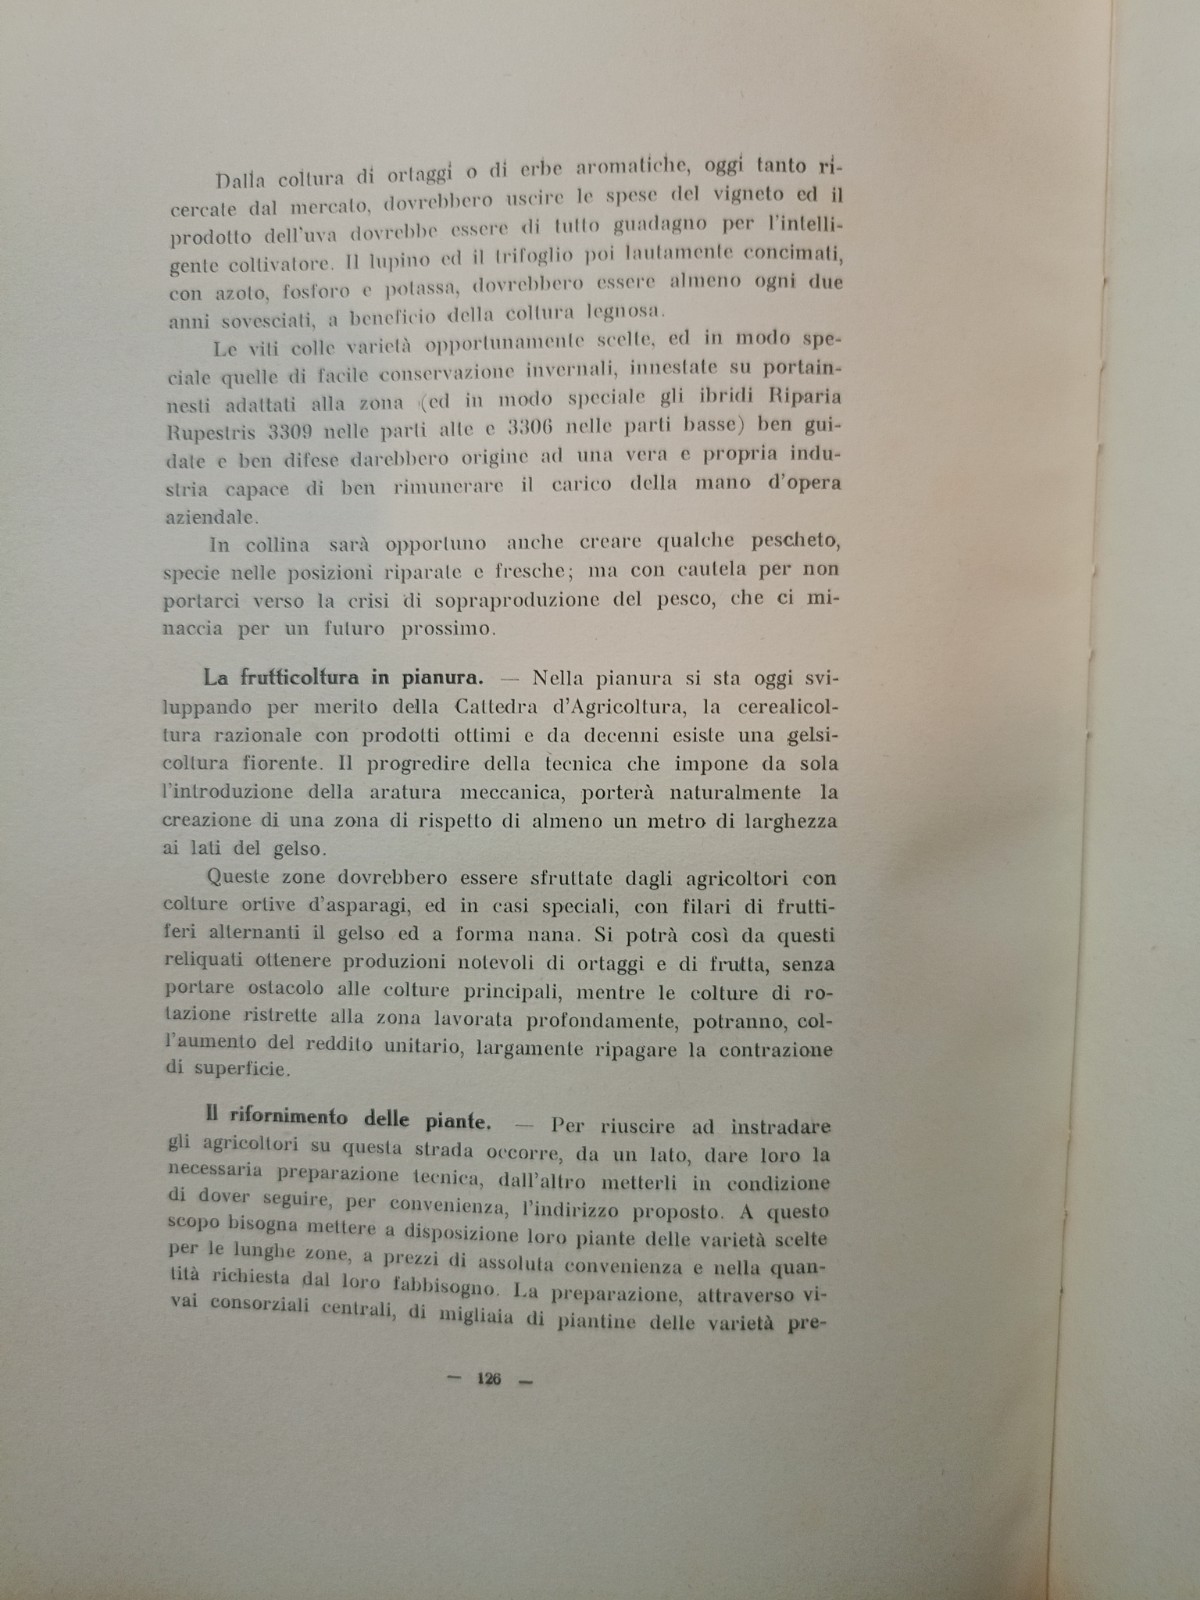 Dalla coltura di ortaggi o di erbe aromatiche, oggi tanto ri-
cercate dal mercato, dovrebbero uscire le spese del vigneto ed il
prodotto dell'uva dovrebbe essere di tutto guadagno per l'intelli-
gente coltivatore. Il lupino ed il trifoglio poi lautamente concimati,
con azoto, fosforo e potassa, dovrebbero essere almeno ogni due
anni sovesciati, a beneficio della coltura legnosa.
Le viti colle varietà opportunamente scelte, ed in modo spe-
ciale quelle di facile conservazione invernali, innestate su portain-
nesti adattati alla zona (ed in modo speciale gli ibridi Riparia
Rupestris 3309 nelle parti alte e 3306 nelle parti basse) ben gui-
date e ben difese darebbero origine ad una vera e propria indu-
stria capace di ben rimunerare il carico della mano d'opera
aziendale.
In collina sarà opportuno anche creare qualche pescheto,
specie nelle posizioni riparate e fresche; ma con cautela per non
portarci verso la crisi di sopraproduzione del pesco, che ci mi-
naccia per un futuro prossimo.
La frutticoltura in pianura. — Nella pianura si sta oggi svi-
luppando per merito della Cattedra d'Agricoltura, la cerealicol-
tura razionale con prodotti ottimi e da decenni esiste una gelsi-
coltura fiorente. Il progredire della tecnica che impone da sola
l'introduzione della aratura meccanica, porterà naturalmente la
creazione di una zona di rispetto di almeno un metro di larghezza
ai lati del gelso.
Queste zone dovrebbero essere sfruttate dagli agricoltori con
colture ortive d'asparagi, ed in casi speciali, con filari di frutti-
feri alternanti il gelso ed a forma nana. Si potrà così da questi
reliquati ottenere produzioni notevoli di ortaggi e di frutta, senza
portare ostacolo alle colture principali, mentre le colture di ro-
tazione ristrette alla zona lavorata profondamente, potranno, col-
l'aumento del reddito unitario, largamente ripagare la contrazione
di superficie.
Il rifornimento delle piante. — Per riuscire ad instradare
gli agricoltori su questa strada occorre, da un lato, dare loro la
necessaria preparazione tecnica, dall'altro metterli in condizione
di dover seguire, per convenienza, l'indirizzo proposto. A questo
scopo bisogna mettere a disposizione loro piante delle varietà scelte
per le lunghe zone, a prezzi di assoluta convenienza e nella quan-
tità richiesta dal loro fabbisogno. La preparazione, attraverso vi-
vai consorziali centrali, di migliaia di piantine delle varietà pre-
— 126 —